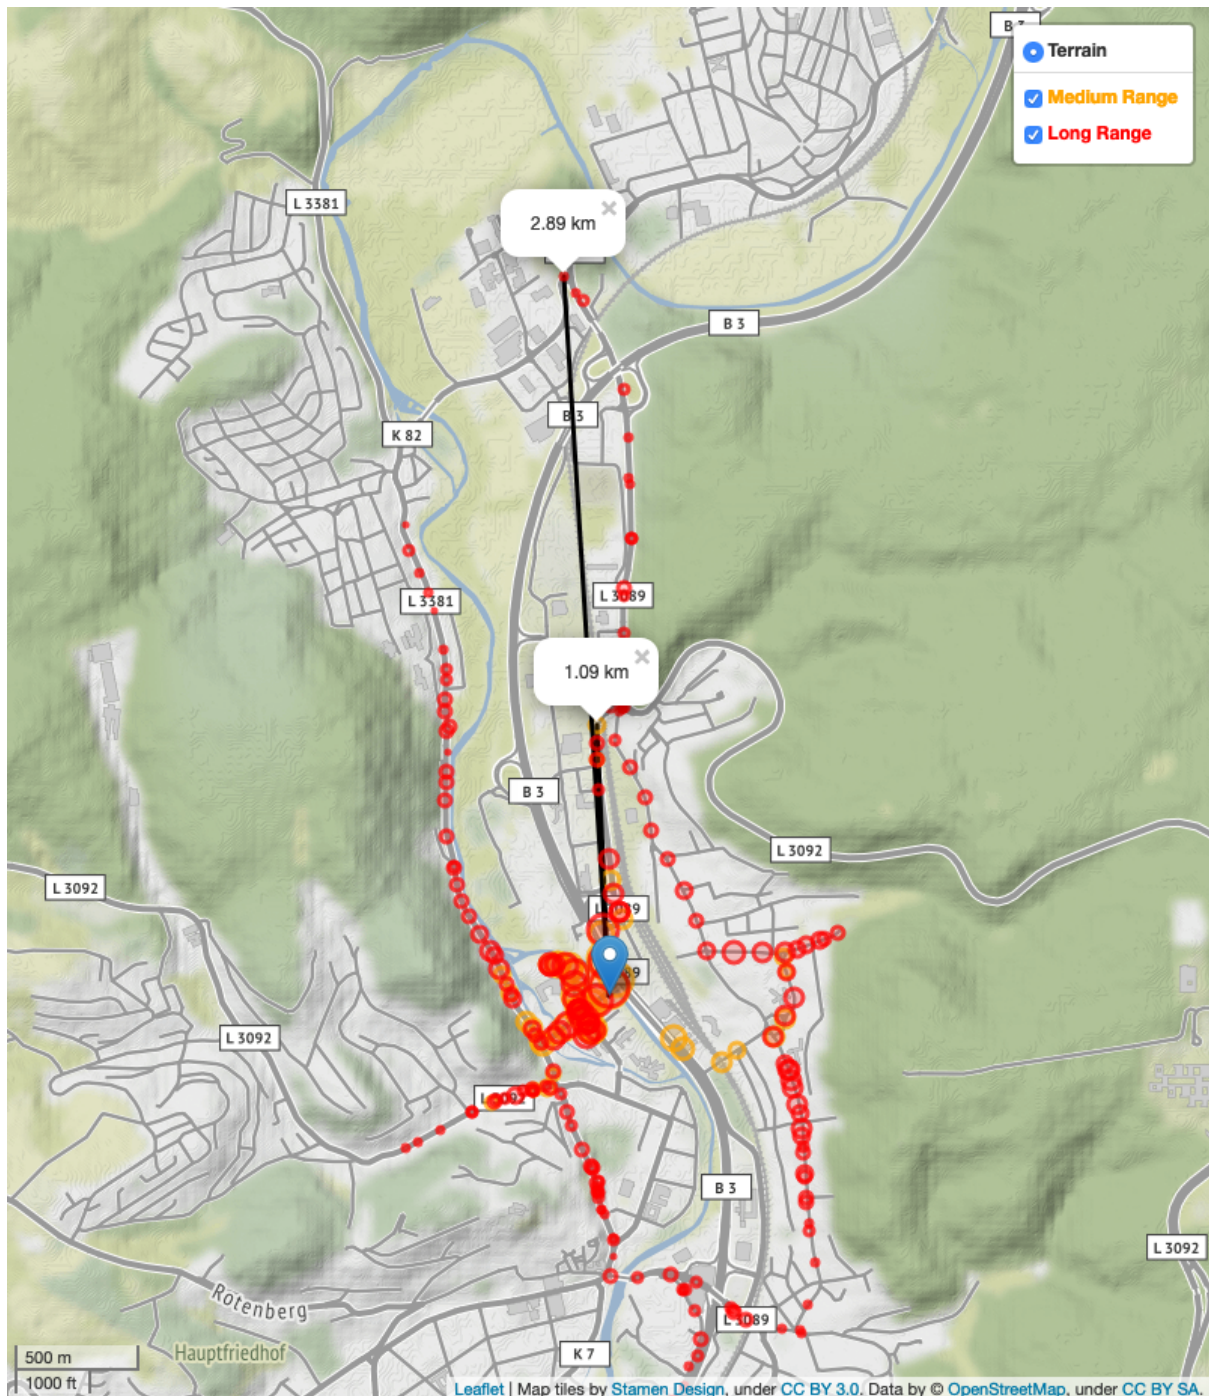 B 3
Terrain
Medium Range
Long Range
L 3381
2.89 km
×
B 3
B 3
K 82
L 3381
L 3089
1.09 km
×
B 3
L 3092
L 3092
L 3092
L 3092
B 3
L 3092
Rotenberg
L 3089
Hauptfriedhof
K 7
500 m
1000 ft
Leaflet | Map tiles by Stamen Design, under CC BY 3.0. Data by © OpenStreetMap, under CC BY SA.